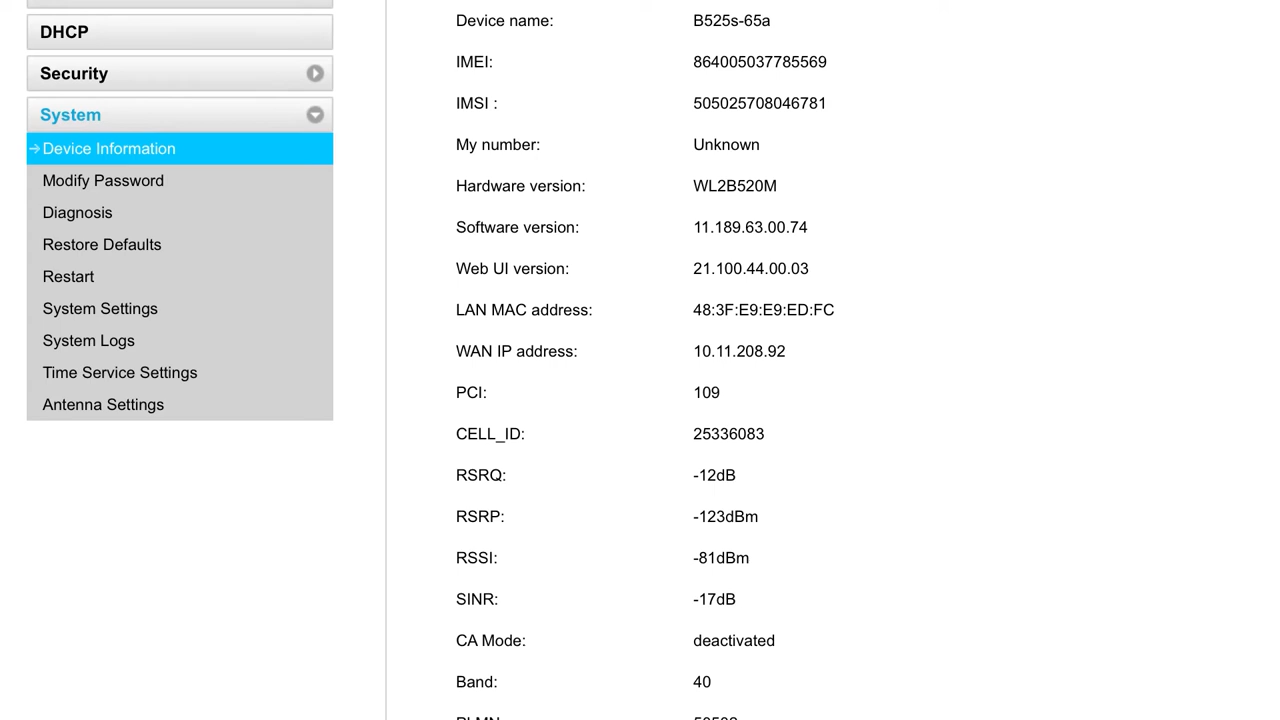 DHCP
Security
System
Device Information
Modify Password
Diagnosis
Restore Defaults
Restart
System Settings
System Logs
Time Service Settings
Antenna Settings
Device name: B525s-65a
IMEI: 864005037785569
IMSI : 505025708046781
My number: Unknown
Hardware version: WL2B520M
Software version: 11.189.63.00.74
Web UI version: 21.100.44.00.03
LAN MAC address: 48:3F:E9:E9:ED:FC
WAN IP address: 10.11.208.92
PCI: 109
CELL_ID: 25336083
RSRQ: -12dB
RSRP: -123dBm
RSSI: -81dBm
SINR: -17dB
CA Mode: deactivated
Band: 40